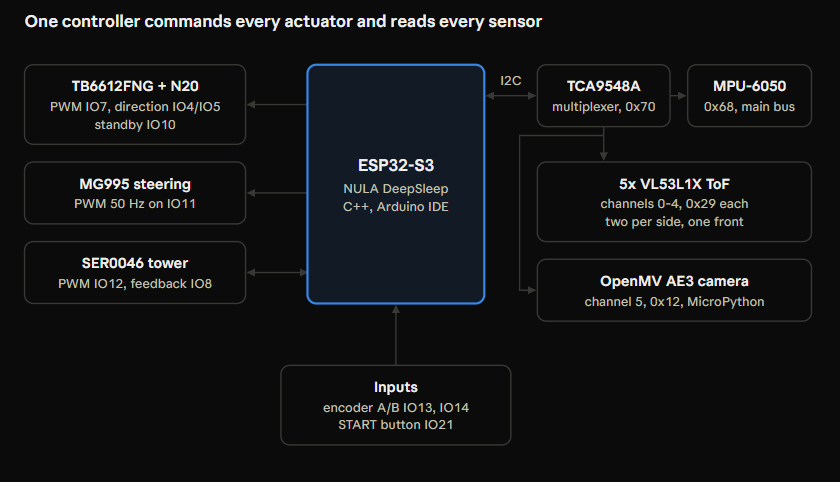 One controller commands every actuator and reads every sensor
TB6612FNG + N20
PWM IO7, direction IO4/IO5
standby IO10
MG995 steering
PWM 50 Hz on IO11
SER0046 tower
PWM IO12, feedback IO8
ESP32-S3
NULA DeepSleep
C++, Arduino IDE
I2C
TCA9548A
multiplexer, 0x70
MPU-6050
0x68, main bus
5x VL53L1X ToF
channels 0-4, 0x29 each
two per side, one front
OpenMV AE3 camera
channel 5, 0x12, MicroPython
Inputs
encoder A/B IO13, IO14
START button IO21